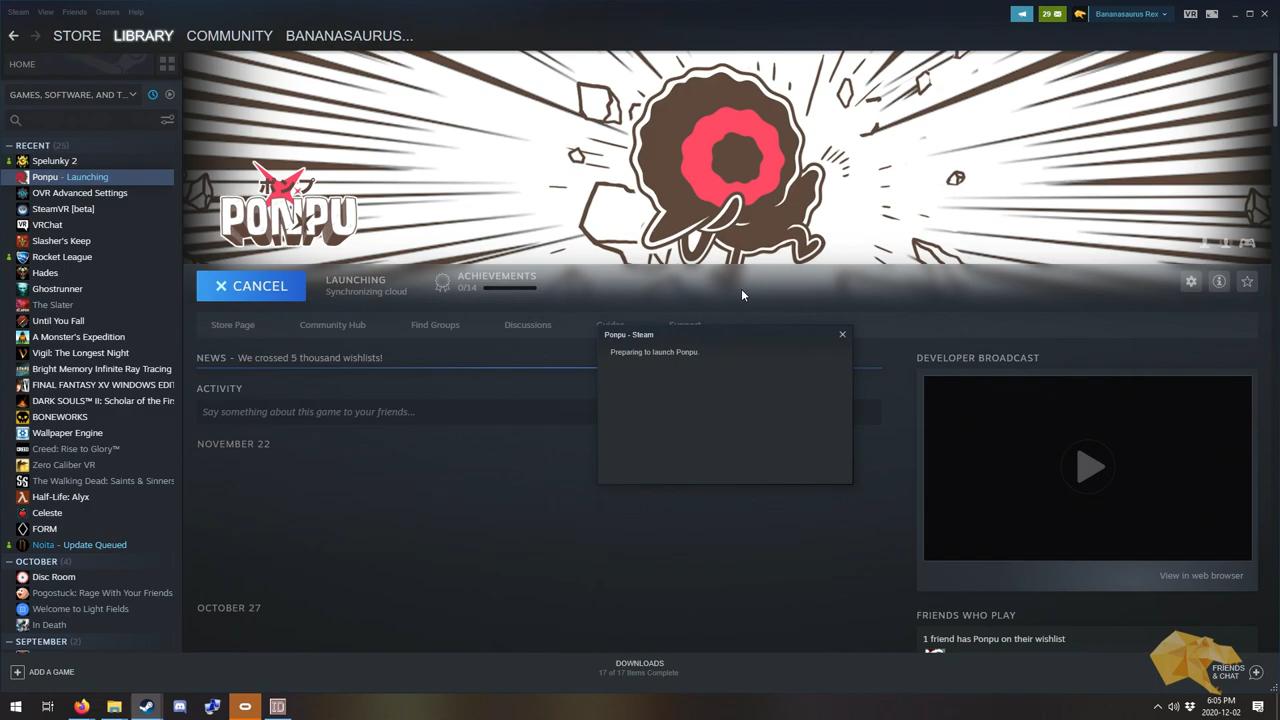 Steam View Friends Games Help
29
Bananasaurus Rex
VR
STORE LIBRARY COMMUNITY BANANASAURUS...
HOME
GAMES, SOFTWARE, AND T...
RECENT (25)
Spelunky 2
Ponpu - Launching
OVR Advanced Settings
SteamVR [beta]
VRChat
Slasher's Keep
Rocket League
Hades
Ghostrunner
The Slater
Until You Fall
A Monster's Expedition
Vigil: The Longest Night
Bright Memory Infinite Ray Tracing
FINAL FANTASY XV WINDOWS EDIT
DARK SOULS™ II: Scholar of the Firs
BONEWORKS
Wallpaper Engine
Creed: Rise to Glory™
Zero Caliber VR
The Walking Dead: Saints & Sinners
Half-Life: Alyx
Celeste
FORM
Noita - Update Queued
OCTOBER (4)
Disc Room
Pogostuck: Rage With Your Friends
Welcome to Light Fields
In Death
SEPTEMBER (2)
ADD A GAME
ポンプ
PONPU
CANCEL
LAUNCHING
Synchronizing cloud
ACHIEVEMENTS
0/14
Store Page Community Hub Find Groups Discussions Guides Support
NEWS - We crossed 5 thousand wishlists!
ACTIVITY
Say something about this game to your friends...
NOVEMBER 22
OCTOBER 27
Ponpu - Steam
Preparing to launch Ponpu.
DEVELOPER BROADCAST
View in web browser
FRIENDS WHO PLAY
1 friend has Ponpu on their wishlist
DOWNLOADS
17 of 17 Items Complete
FRIENDS
& CHAT
6:05 PM
2020-12-02